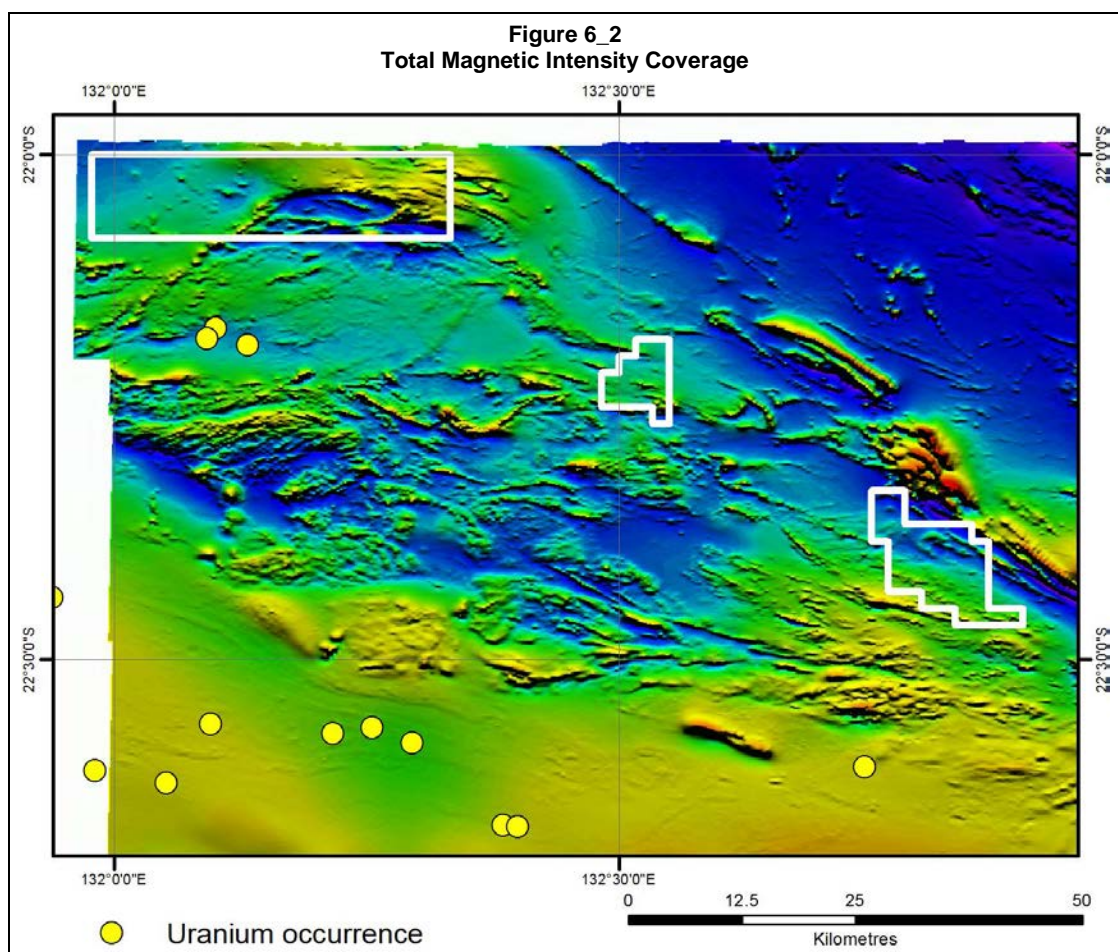 Figure 6_2
Total Magnetic Intensity Coverage
132°0'0"E
132°30'0"E
22°0'0"S
22°0'0"S
22°30'0"S
22°30'0"S
132°0'0"E
132°30'0"E
0
12.5
25
50
Kilometres
Uranium occurrence